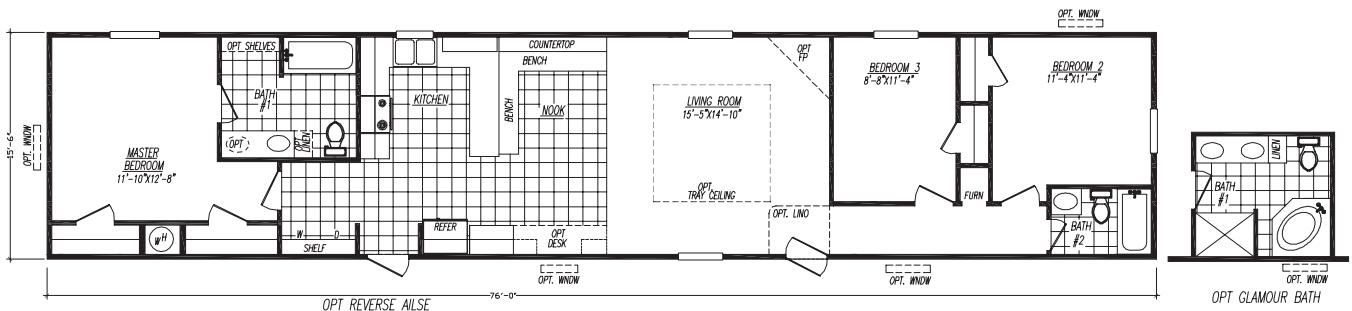 OPT. WNDW
15'-6"
OPT. WNDW
MASTER
BEDROOM
11'-10"X12'-8"
OPT SHELVES
BATH
#1
OPT
OPT
LINEN
WH
W D
SHELF
KITCHEN
COUNTERTOP
BENCH
BENCH
NOOK
REFER
OPT
DESK
OPT. WNDW
LIVING ROOM
15'-5"X14'-10"
OPT
FP
OPT.
TRAY CEILING
OPT. LINO
BEDROOM 3
8'-8"X11'-4"
BEDROOM 2
11'-4"X11'-4"
FURN
BATH
#2
OPT. WNDW
76'-0"
OPT REVERSE AILSE
LINEN
BATH
#1
OPT. WNDW
OPT GLAMOUR BATH